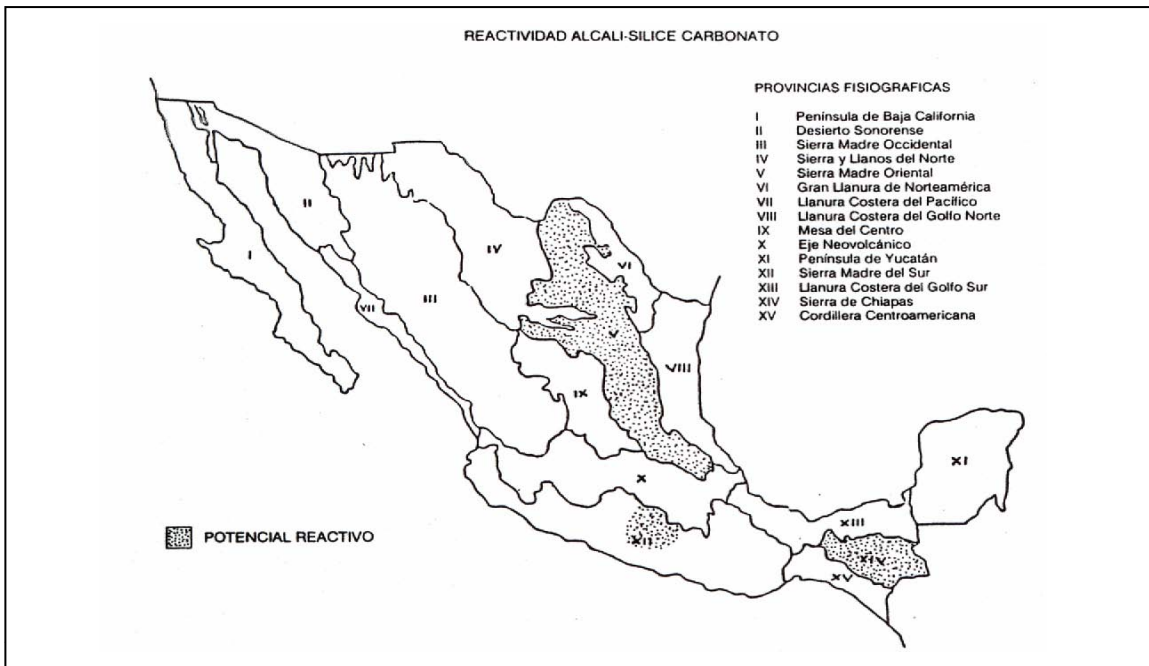 REACTIVIDAD ALCALI-SILICE CARBONATO
PROVINCIAS FISIOGRAFICAS
I Península de Baja California
II Desierto Sonorense
III Sierra Madre Occidental
IV Sierra y Llanos del Norte
V Sierra Madre Oriental
VI Gran Llanura de Norteamérica
VII Llanura Costera del Pacífico
VIII Llanura Costera del Golfo Norte
IX Mesa del Centro
X Eje Neovolcánico
XI Península de Yucatán
XII Sierra Madre del Sur
XIII Llanura Costera del Golfo Sur
XIV Sierra de Chiapas
XV Cordillera Centroamericana
II
IV
VI
I
VII
III
V
VIII
IX
XI
X
XIII
XII
XIV
XV
POTENCIAL REACTIVO